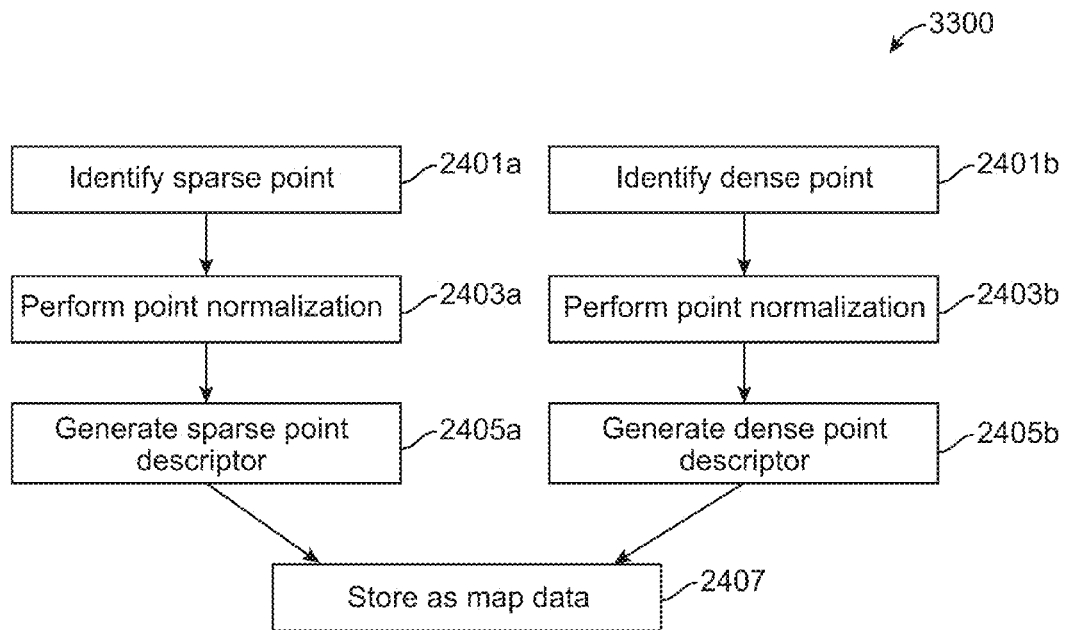 3300
Identify sparse point
2401a
Identify dense point
2401b
Perform point normalization
2403a
Perform point normalization
2403b
Generate sparse point
descriptor
2405a
Generate dense point
descriptor
2405b
Store as map data
2407